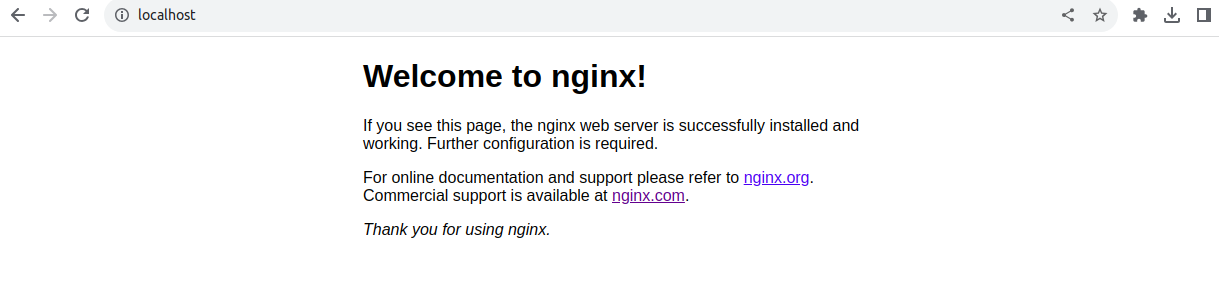 localhost
Welcome to nginx!
If you see this page, the nginx web server is successfully installed and
working. Further configuration is required.
For online documentation and support please refer to nginx.org.
Commercial support is available at nginx.com.
Thank you for using nginx.